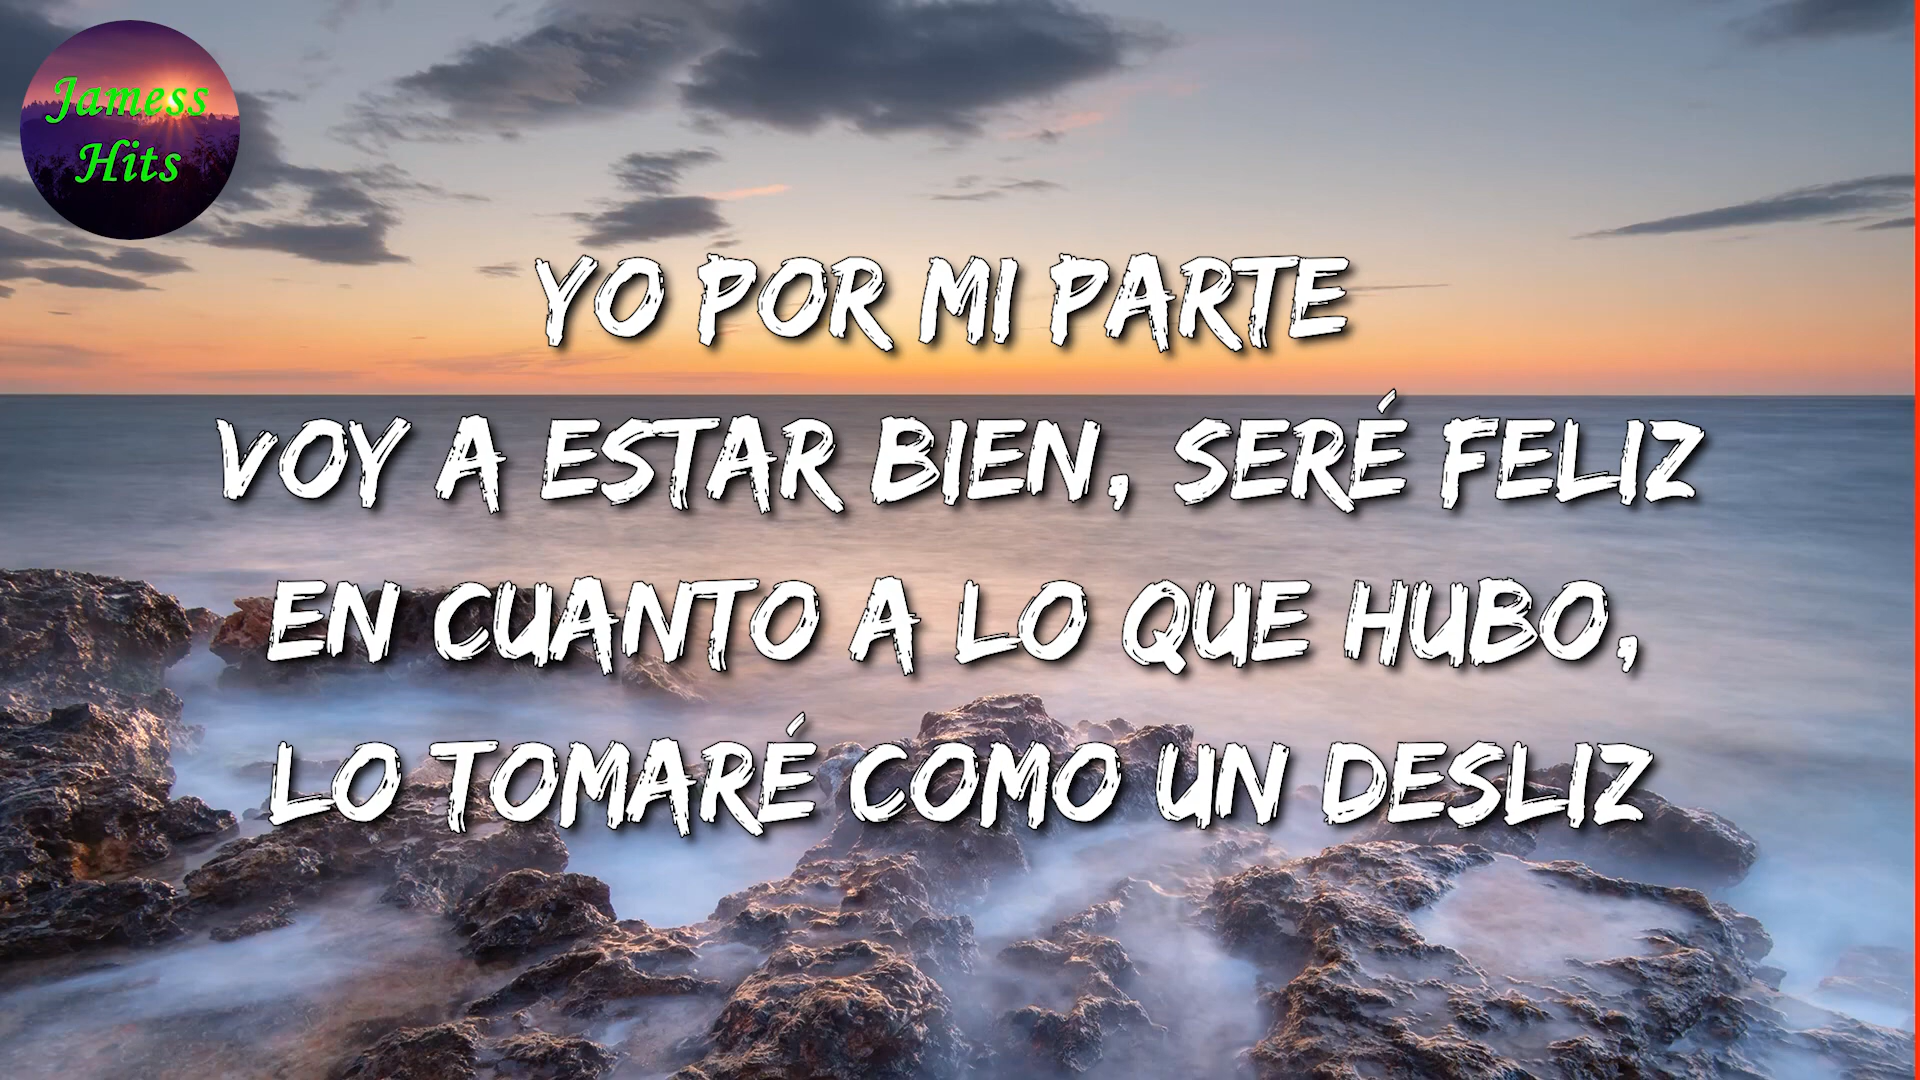 Jamess
Hits
YO POR MI PARTE
VOY A ESTAR BIEN, SERÉ FELIZ
EN CUANTO A LO QUE HUBO,
LO TOMARÉ COMO UN DESLIZ